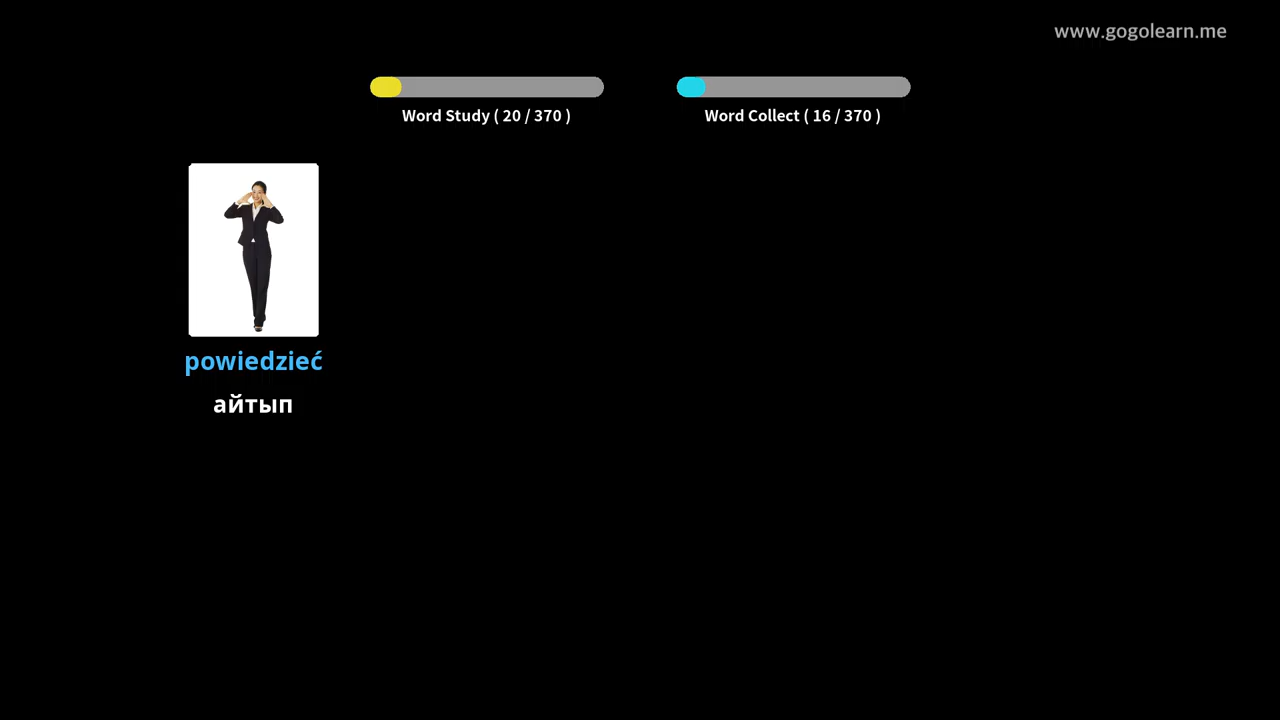 www.gogolearn.me
Word Study ( 20 / 370 )
Word Collect ( 16 / 370 )
powiedzieć
айтып